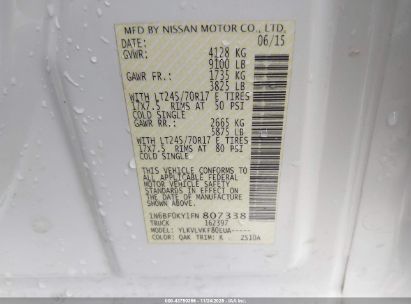 MFD BY NISSAN MOTOR CO., LTD.
DATE: 06/15
GVWR: 4128 KG
9100 LB
GAWR FR.: 1735 KG
3825 LB
WITH LT245/70R17 E TIRES
17X7.5 RIMS AT 50 PSI
COLD SINGLE
GAWR RR.: 2665 KG
5875 LB
WITH LT245/70R17 E TIRES
17X7.5 RIMS AT 80 PSI
COLD SINGLE
THIS VEHICLE CONFORMS TO
ALL APPLICABLE FEDERAL
MOTOR VEHICLE SAFETY
STANDARDS IN EFFECT ON
THE DATE OF MANUFACTURE
SHOWN ABOVE.
1N6BF0KY1FN 807338
TRUCK 162397
MODEL: YLKVLVKF80EUA-----
COLOR: QAK TRIM: K 2510A